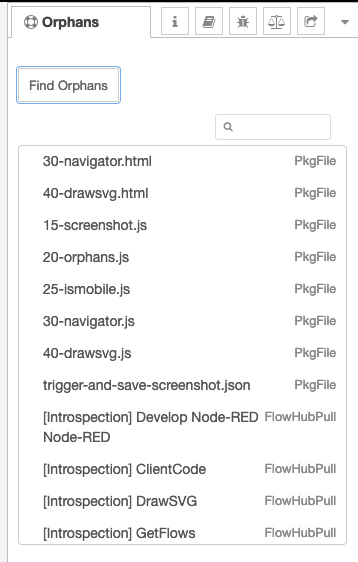 Orphans
Find Orphans
30-navigator.html PkgFile
40-drawsvg.html PkgFile
15-screenshot.js PkgFile
20-orphans.js PkgFile
25-ismobile.js PkgFile
30-navigator.js PkgFile
40-drawsvg.js PkgFile
trigger-and-save-screenshot.json PkgFile
[Introspection] Develop Node-RED FlowHubPull
Node-RED
[Introspection] ClientCode FlowHubPull
[Introspection] DrawSVG FlowHubPull
[Introspection] GetFlows FlowHubPull